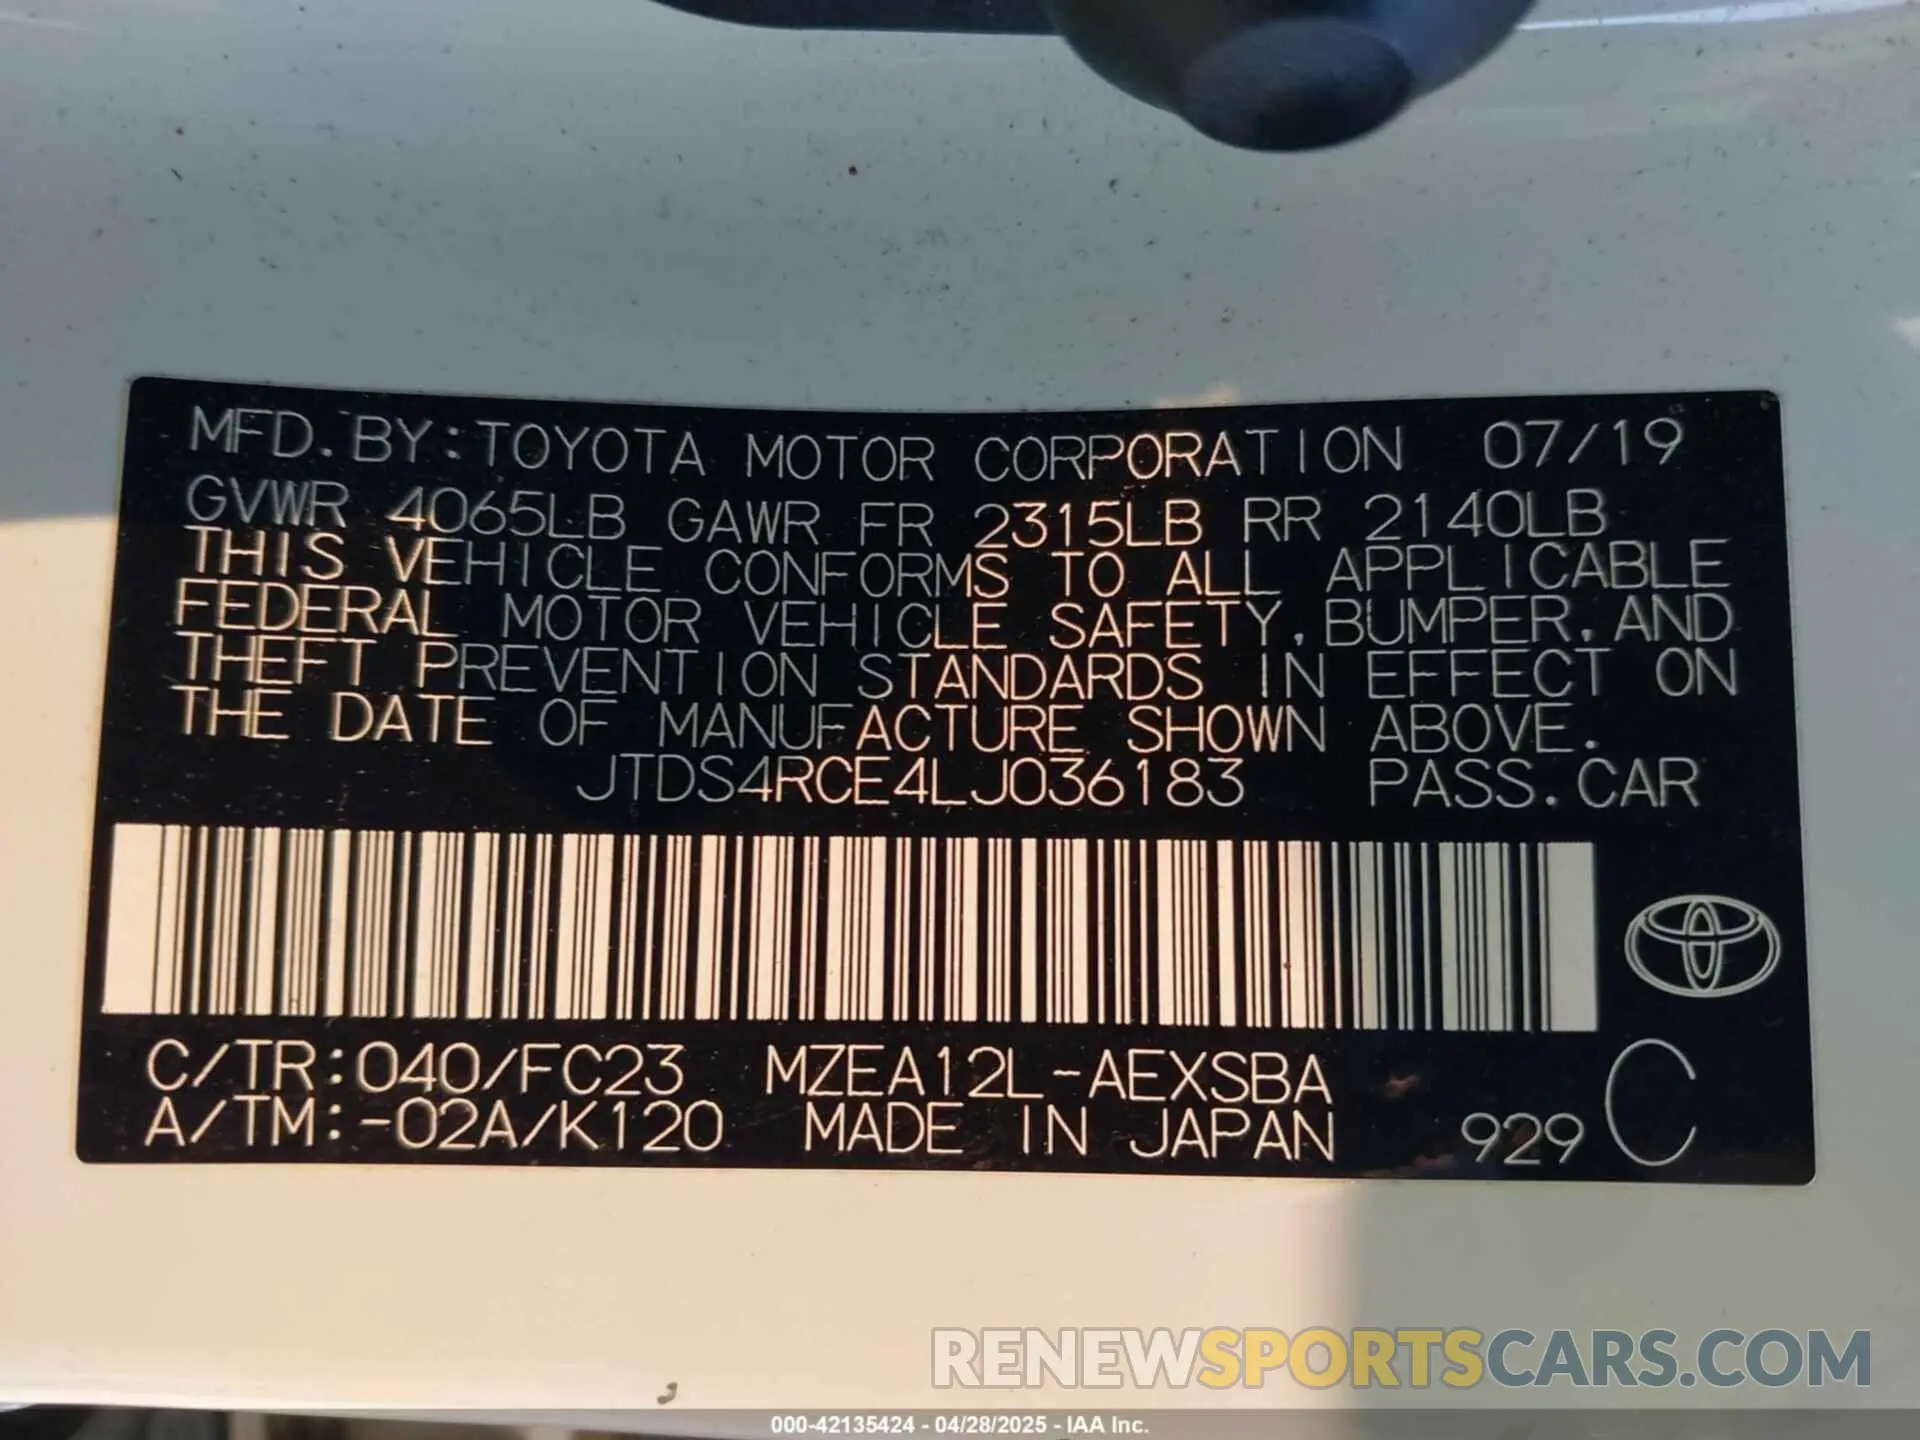 MFD. BY: TOYOTA MOTOR CORPORATION 07/19
GVWR 4065LB GAWR FR 2315LB RR 2140LB
THIS VEHICLE CONFORMS TO ALL APPLICABLE
FEDERAL MOTOR VEHICLE SAFETY, BUMPER, AND
THEFT PREVENTION STANDARDS IN EFFECT ON
THE DATE OF MANUFACTURE SHOWN ABOVE.
JTDS4RCE4LJ036183 PASS. CAR
C/TR: 040/FC23 MZEA12L-AEXSBA
A/TM: -02A/K120 MADE IN JAPAN 929 C
RENEWSPORTSCARS.COM
000-42135424 - 04/28/2025 - IAA Inc.